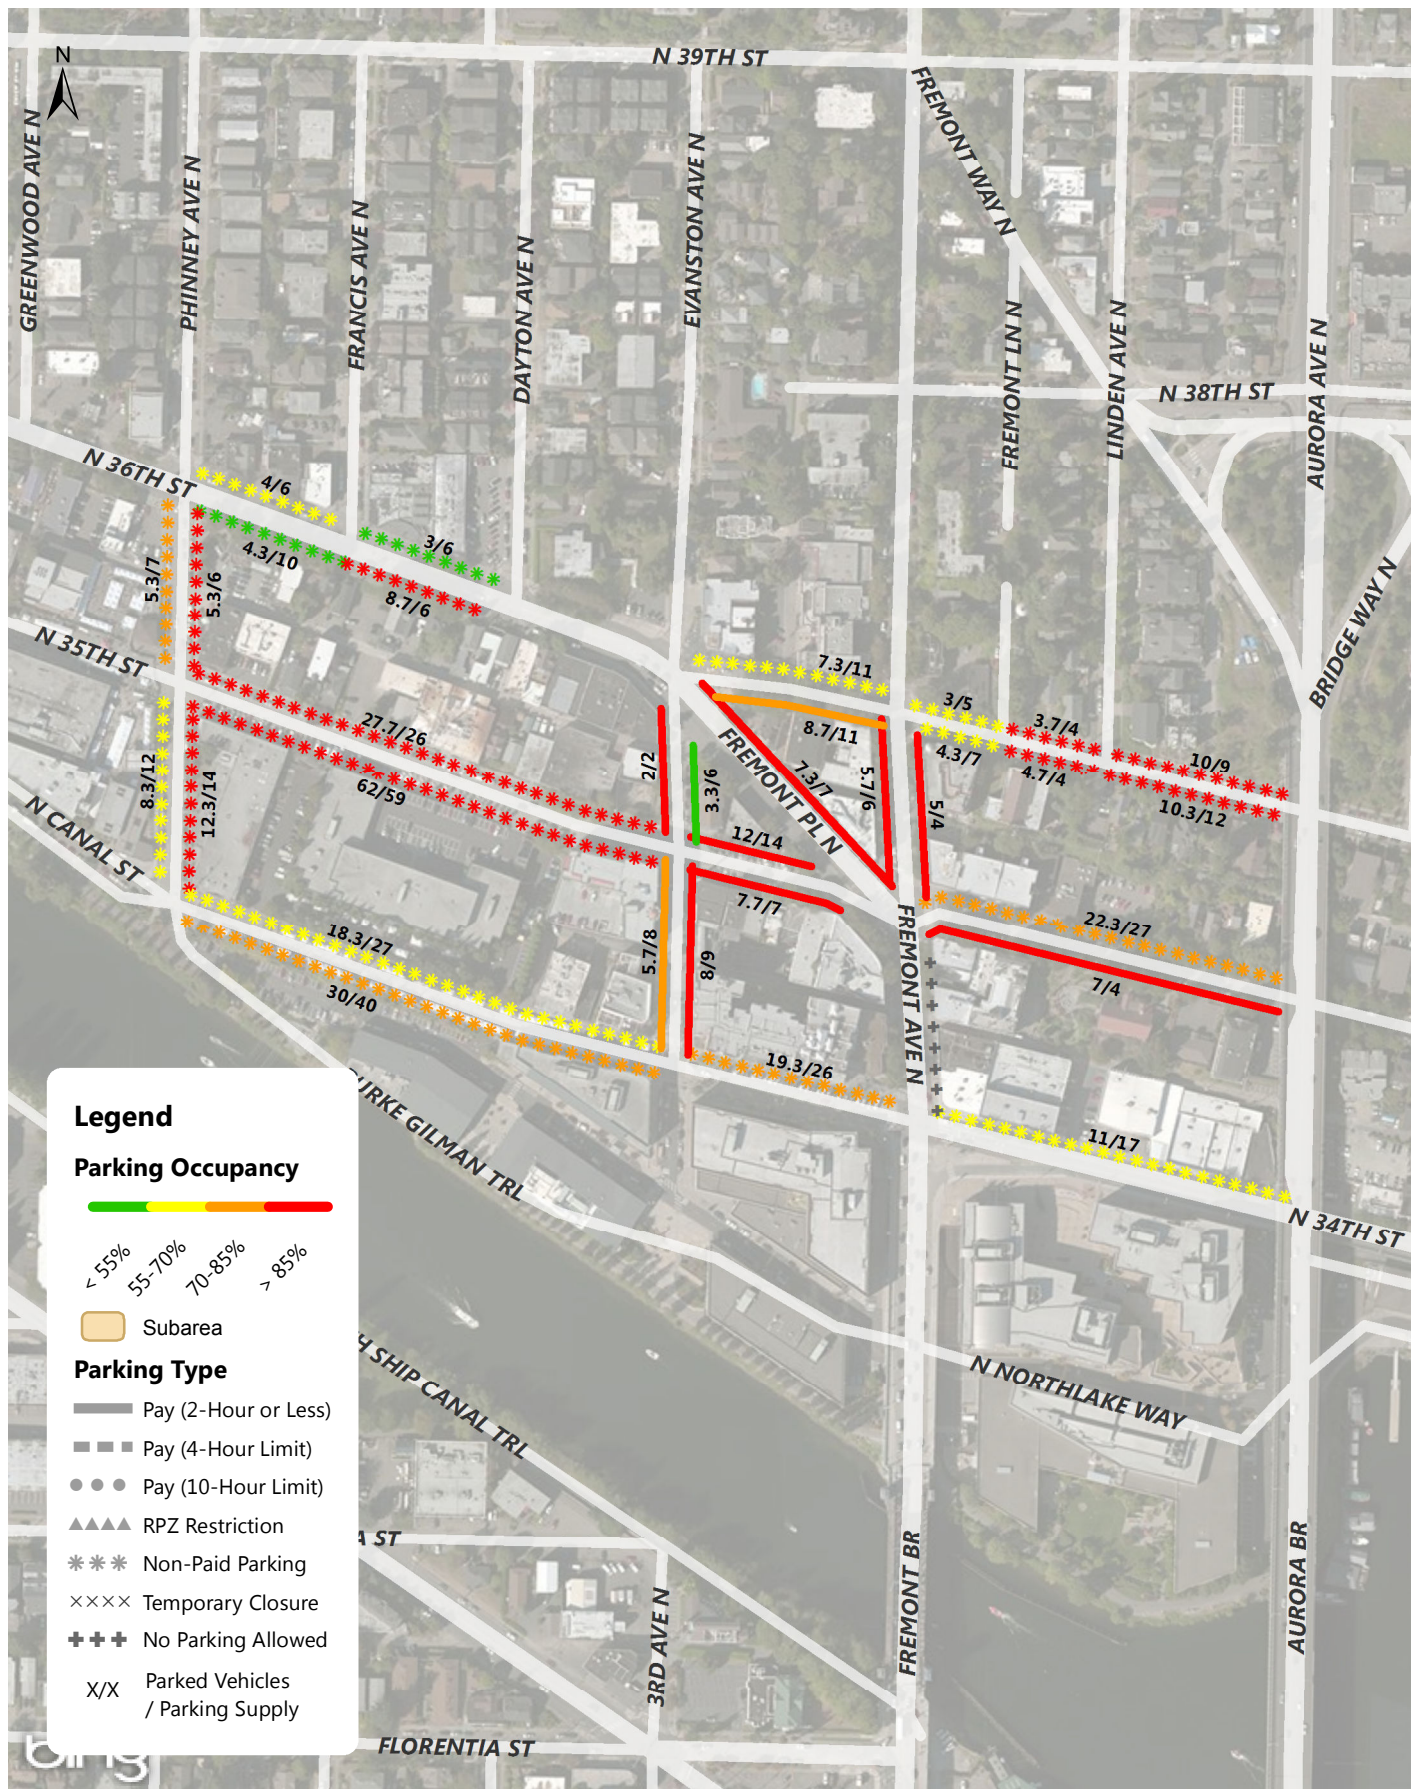 N 39TH ST
N
FREMONT WAY N
GREENWOOD AVE N
PHINNEY AVE N
FRANCIS AVE N
DAYTON AVE N
EVANSTON AVE N
FREMONT LN N
LINDEN AVE N
N 38TH ST
AURORA AVE N
BRIDGE WAY N
N 36TH ST
4/6
3/6
4.3/10
8.7/6
5.3/7
5.3/6
N 35TH ST
7.3/11
3/5
3.7/4
10/9
8.7/11
4.3/7
4.7/4
10.3/12
27.7/26
62/59
2/2
3.3/6
FREMONT PL N
7.3/7
5.7/6
5/4
8.3/12
12.3/14
N CANAL ST
12/14
7.7/7
22.3/27
7/4
18.3/27
30/40
5.7/8
8/9
FREMONT AVE N
19.3/26
11/17
N 34TH ST
URKE GILMAN TRL
Legend
Parking Occupancy
< 55%
55-70%
70-85%
> 85%
Subarea
Parking Type
Pay (2-Hour or Less)
Pay (4-Hour Limit)
Pay (10-Hour Limit)
RPZ Restriction
Non-Paid Parking
Temporary Closure
No Parking Allowed
X/X
Parked Vehicles
/ Parking Supply
H SHIP CANAL TRL
N NORTHLAKE WAY
A ST
3RD AVE N
FREMONT BR
AURORA BR
FLORENTIA ST
bing